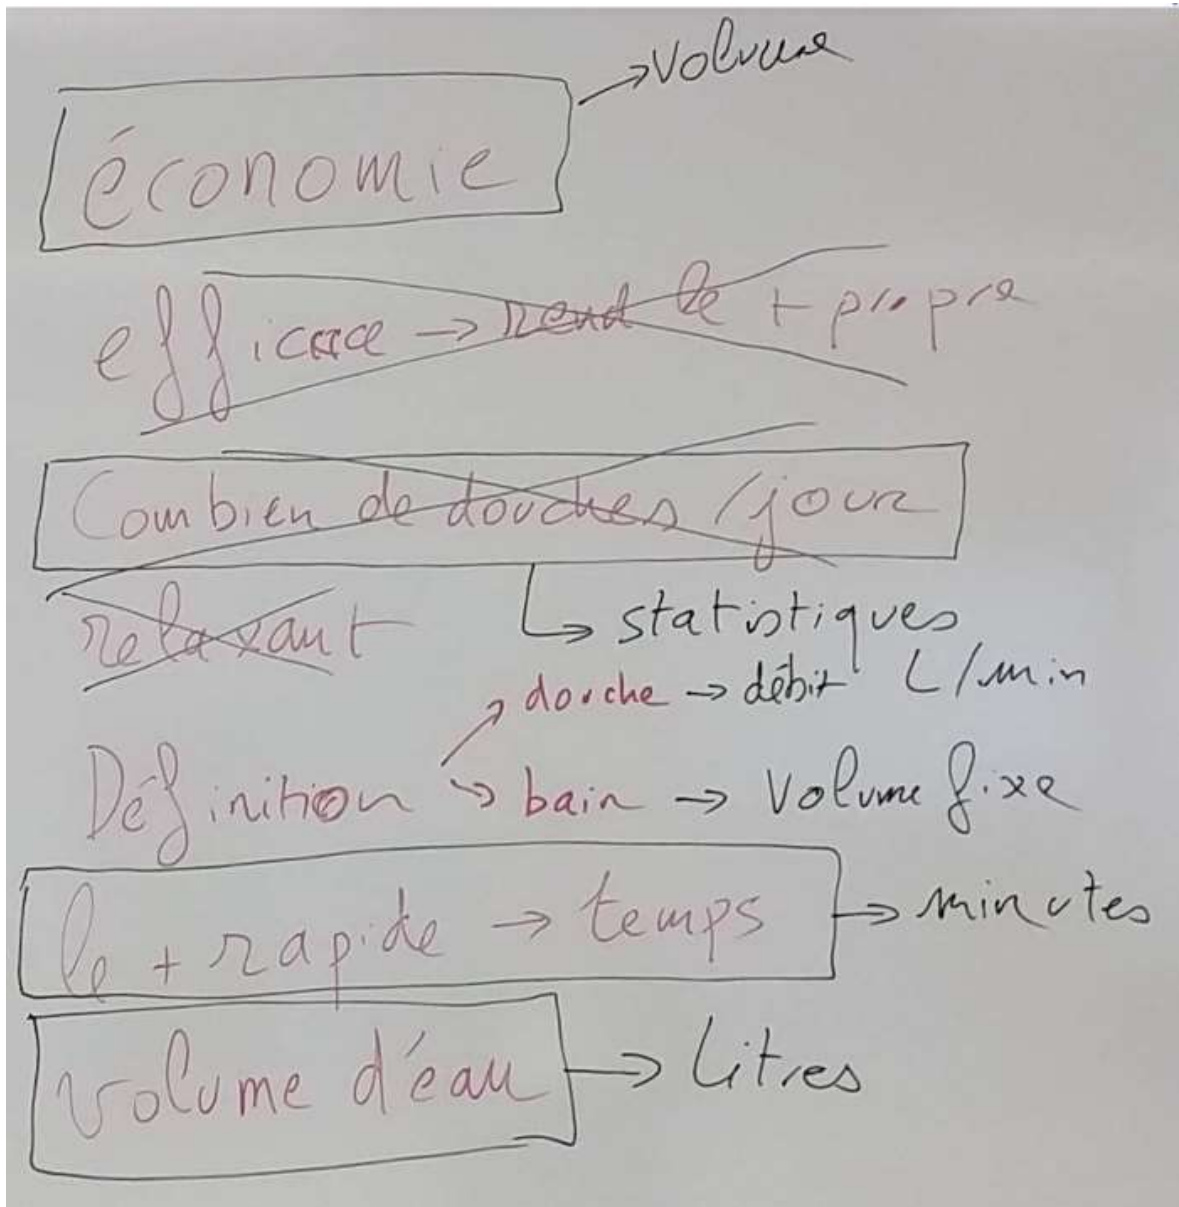 → volume
économie
efficace → rend le + propre
Combien de douches / jour
relaxant
↳ statistiques
↗ douche → débit L/min
Définition ↘ bain → Volume fixe
le + rapide → temps → minutes
volume d'éau → Litres